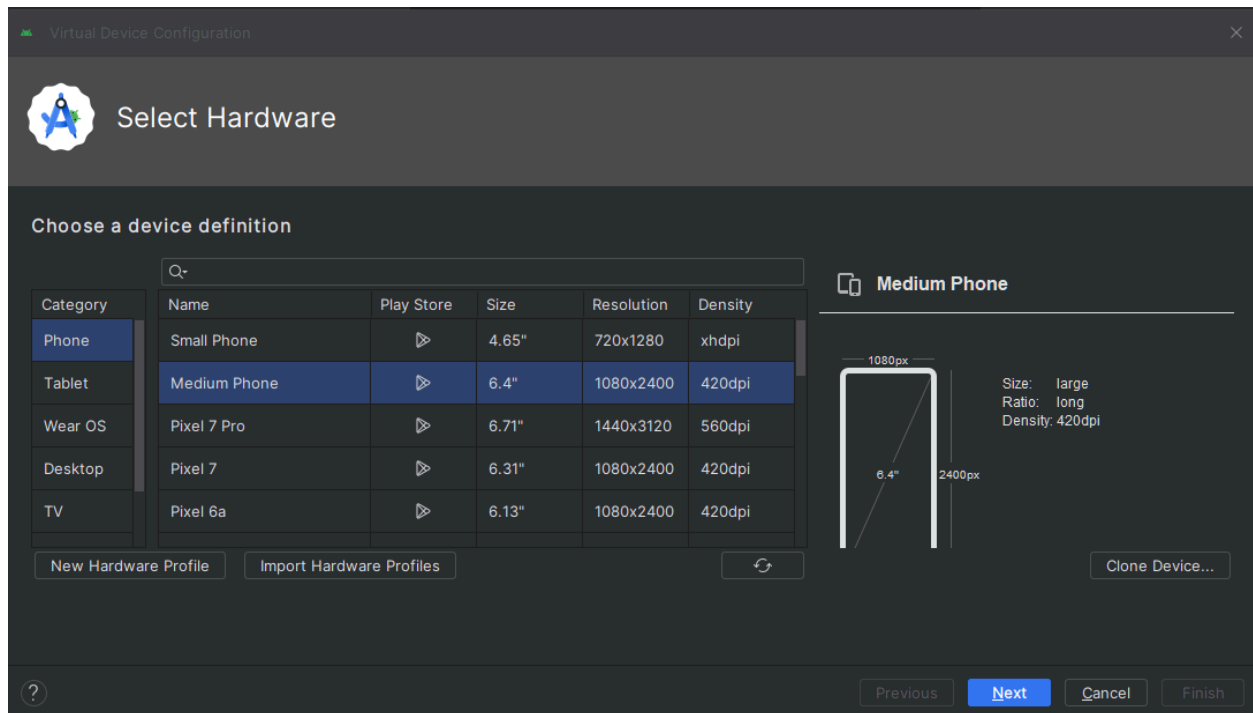 Virtual Device Configuration
Select Hardware
Choose a device definition
Category Name Play Store Size Resolution Density
Phone Small Phone 4.65" 720x1280 xhdpi
Tablet Medium Phone 6.4" 1080x2400 420dpi
Wear OS Pixel 7 Pro 6.71" 1440x3120 560dpi
Desktop Pixel 7 6.31" 1080x2400 420dpi
TV Pixel 6a 6.13" 1080x2400 420dpi
New Hardware Profile Import Hardware Profiles
Medium Phone
1080px
Size: large
Ratio: long
Density: 420dpi
6.4" 2400px
Clone Device...
? Previous Next Cancel Finish